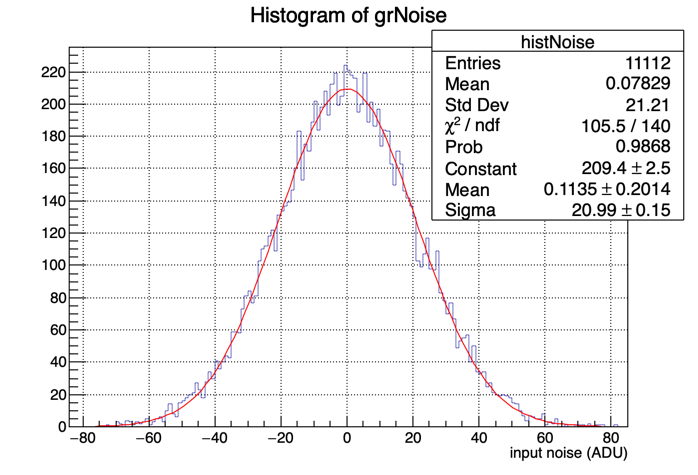 Histogram of grNoise
histNoise
Entries 11112
Mean 0.07829
Std Dev 21.21
χ² / ndf 105.5 / 140
Prob 0.9868
Constant 209.4 ± 2.5
Mean 0.1135 ± 0.2014
Sigma 20.99 ± 0.15
220
200
180
160
140
120
100
80
60
40
20
0
−80 −60 −40 −20 0 20 40 60 80
input noise (ADU)